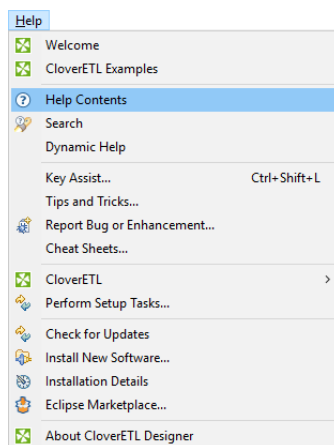 Help
Welcome
CloverETL Examples
Help Contents
Search
Dynamic Help
Key Assist... Ctrl+Shift+L
Tips and Tricks...
Report Bug or Enhancement...
Cheat Sheets...
CloverETL
Perform Setup Tasks...
Check for Updates
Install New Software...
Installation Details
Eclipse Marketplace...
About CloverETL Designer